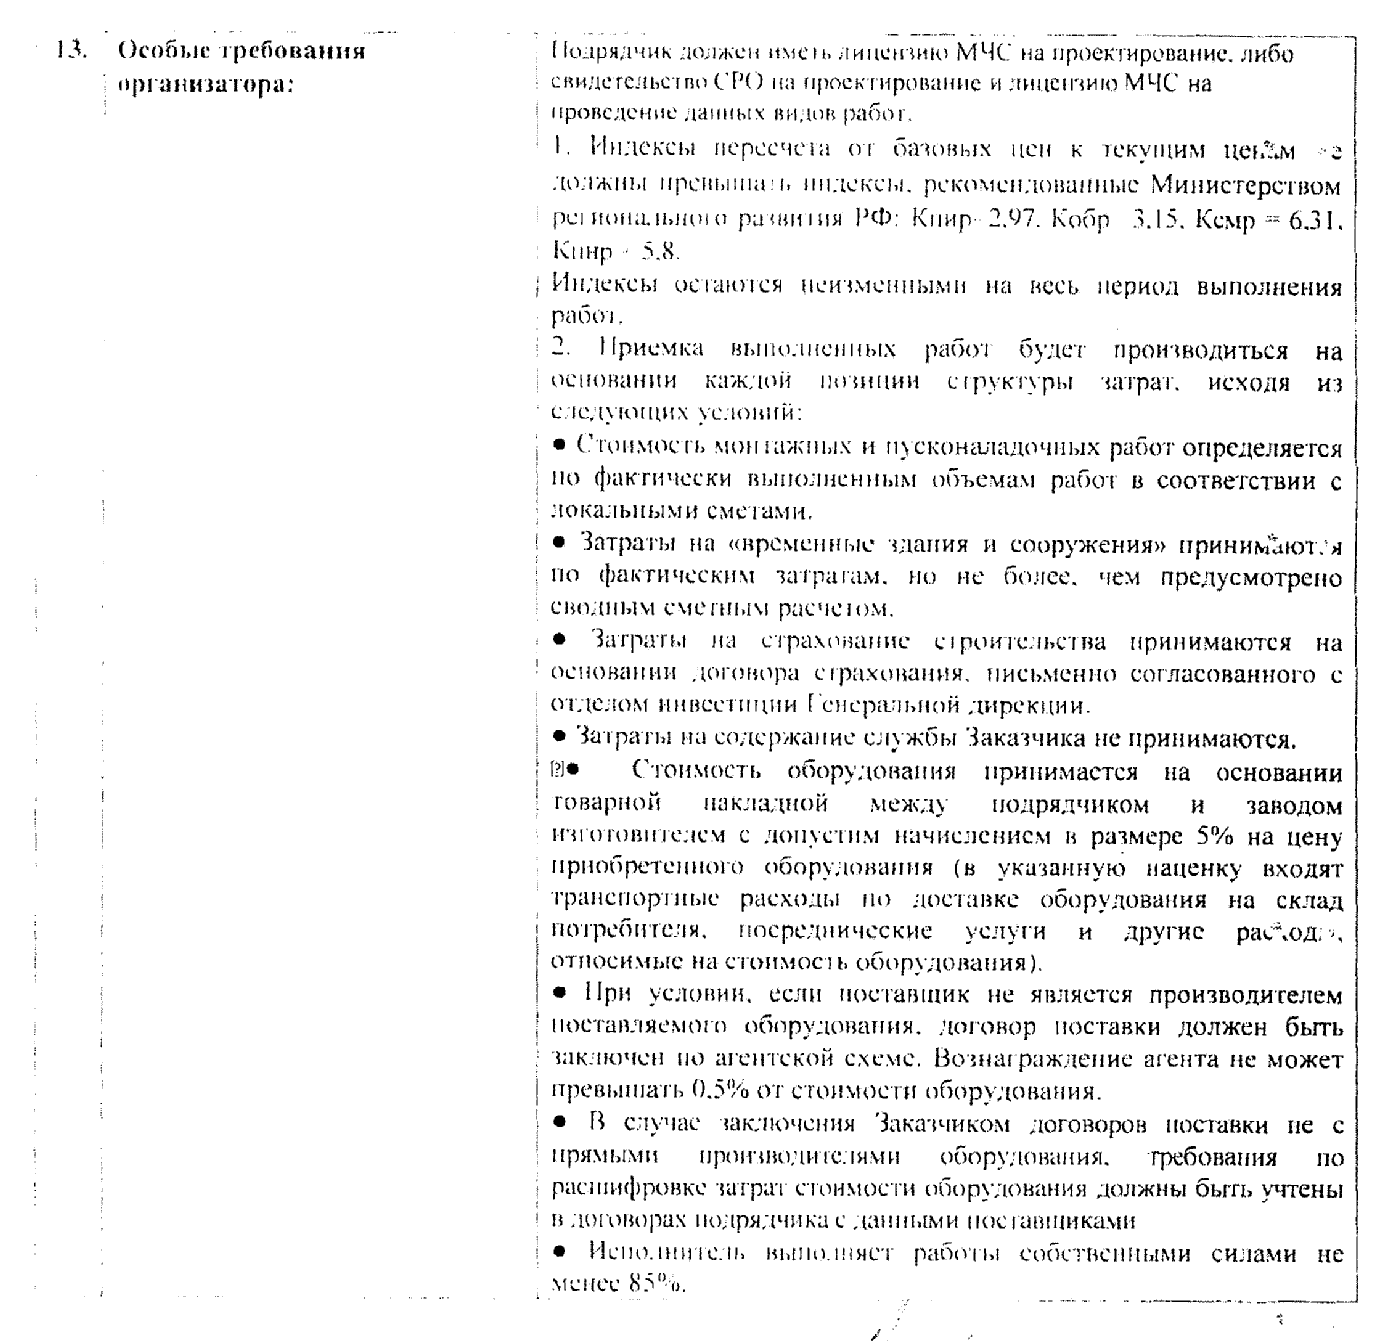 13. Особые требования
организатора:
Подрядчик должен иметь лицензию МЧС на проектирование, либо
свидетельство СРО на проектирование и лицензию МЧС на
проведение данных видов работ.
1. Индексы пересчета от базовых цен к текущим ценам не
должны превышать индексы, рекомендованные Министерством
регионального развития РФ: Кпир 2,97. Кобр 3,15. Ксмр = 6,31,
Кпнр 5,8.
Индексы остаются неизменными на весь период выполнения
работ.
2. Приемка выполненных работ будет производиться на
основании каждой позиции структуры затрат, исходя из
следующих условий:
● Стоимость монтажных и пусконаладочных работ определяется
по фактически выполненным объемам работ в соответствии с
локальными сметами.
● Затраты на «временные здания и сооружения» принимаются
по фактическим затратам, но не более, чем предусмотрено
сводным сметным расчетом.
● Затраты на страхование строительства принимаются на
основании договора страхования, письменно согласованного с
отделом инвестиции Генеральной дирекции.
● Затраты на содержание службы Заказчика не принимаются.
● Стоимость оборудования принимается на основании
товарной накладной между подрядчиком и заводом
изготовителем с допустим начислением в размере 5% на цену
приобретенного оборудования (в указанную наценку входят
транспортные расходы по доставке оборудования на склад
потребителя, посреднические услуги и другие расходы,
относимые на стоимость оборудования).
● При условии, если поставщик не является производителем
поставляемого оборудования, договор поставки должен быть
заключен по агентской схеме. Вознаграждение агента не может
превышать 0,5% от стоимости оборудования.
● В случае заключения Заказчиком договоров поставки не с
прямыми производителями оборудования, требования по
расшифровке затрат стоимости оборудования должны быть учтены
в договорах подрядчика с данными поставщиками
● Исполнитель выполняет работы собственными силами не
менее 85%.